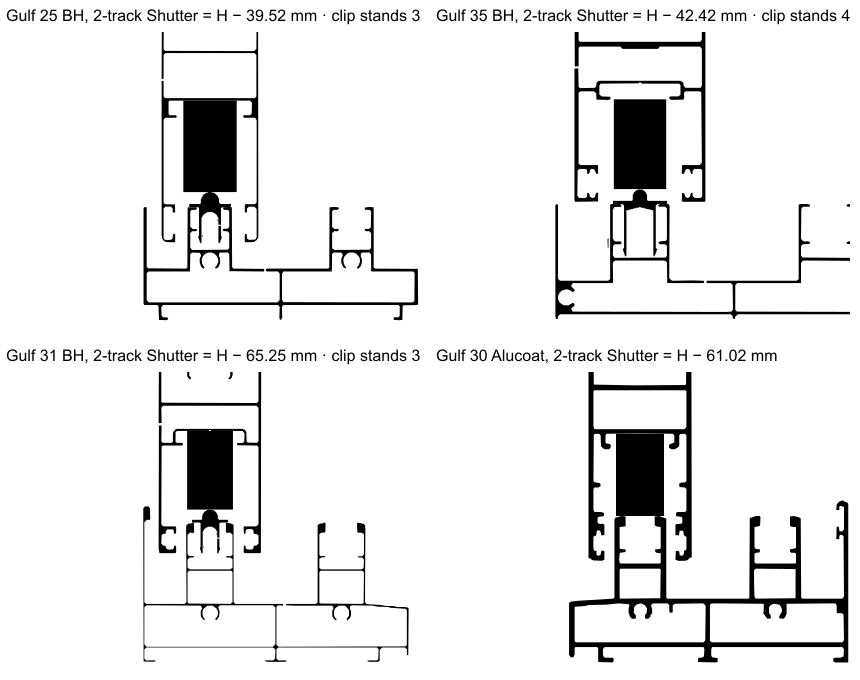 Gulf 25 BH, 2-track Shutter = H − 39.52 mm · clip stands 3
Gulf 35 BH, 2-track Shutter = H − 42.42 mm · clip stands 4
Gulf 31 BH, 2-track Shutter = H − 65.25 mm · clip stands 3
Gulf 30 Alucoat, 2-track Shutter = H − 61.02 mm